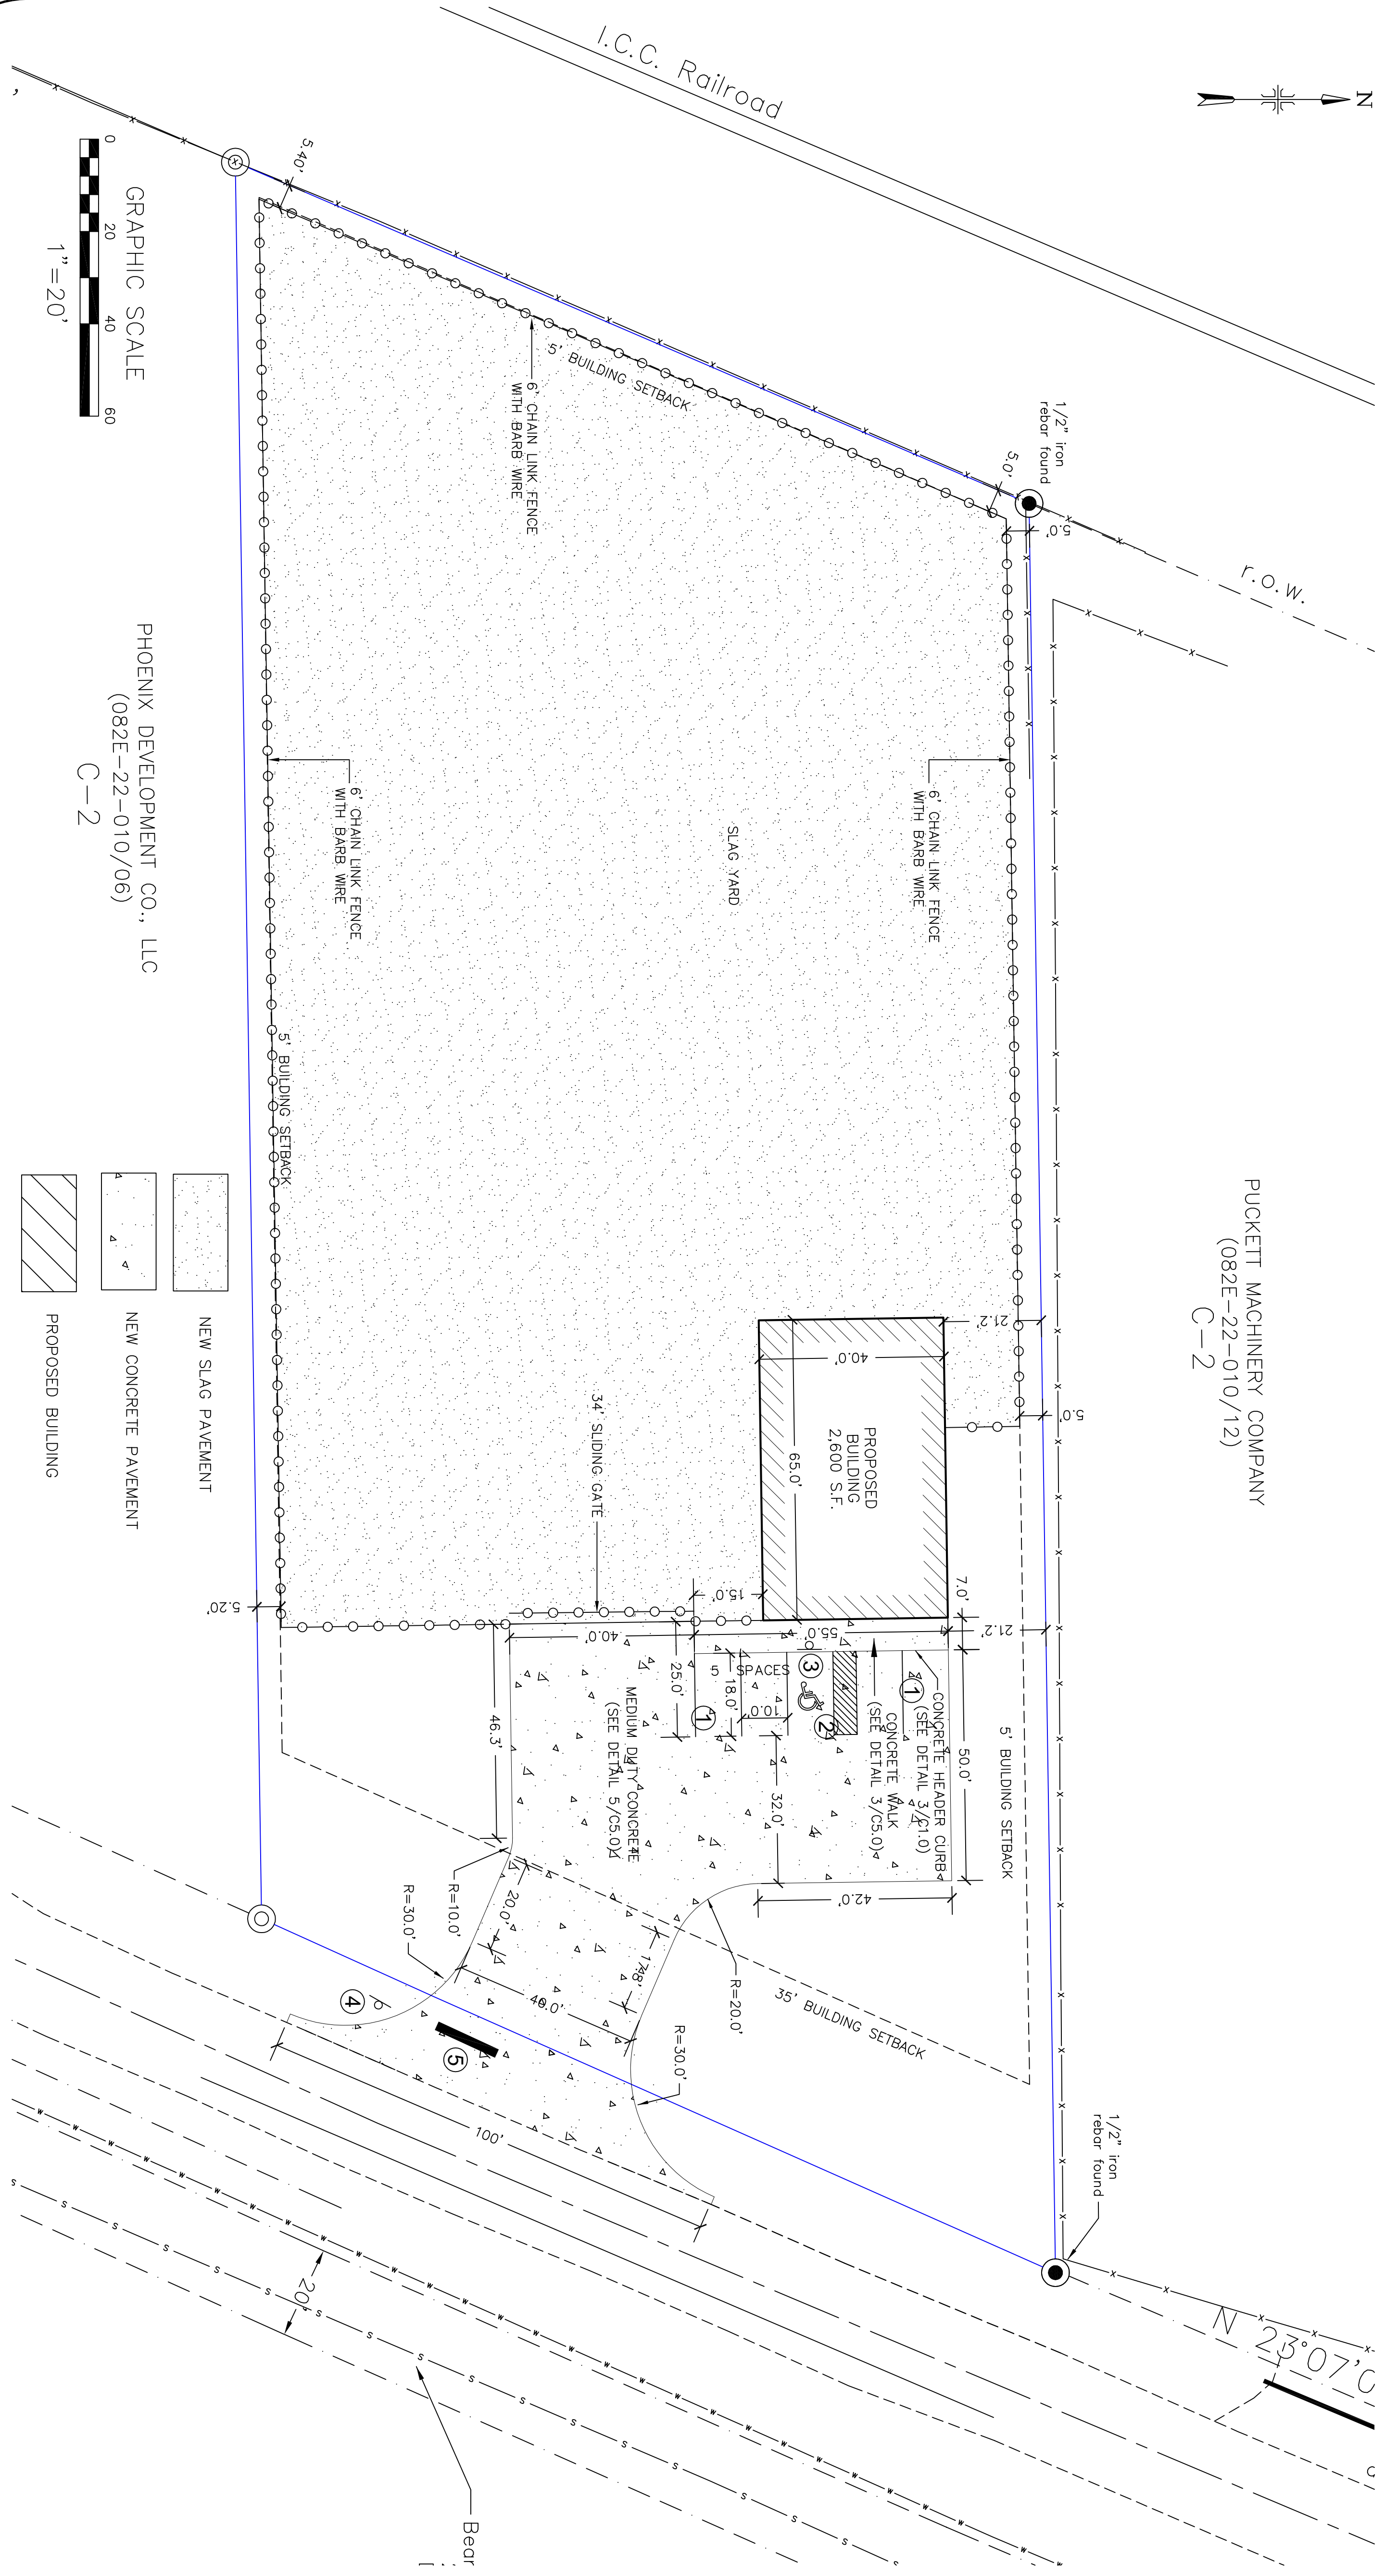 N
I.C.C. Railroad
r.o.w.
1/2" iron
rebar found
5.0'
5.0'
5.40'
0 20 40 60
GRAPHIC SCALE
1"=20'
5' BUILDING SETBACK
6' CHAIN LINK FENCE
WITH BARB WIRE
6' CHAIN LINK FENCE
WITH BARB WIRE
6' CHAIN LINK FENCE
WITH BARB WIRE
SLAG YARD
PHOENIX DEVELOPMENT CO., LLC
(082E-22-010/06)
C-2
PUCKETT MACHINERY COMPANY
(082E-22-010/12)
C-2
5' BUILDING SETBACK
NEW SLAG PAVEMENT
NEW CONCRETE PAVEMENT
PROPOSED BUILDING
21.2'
40.0'
5.0'
PROPOSED
BUILDING
2,600 S.F.
65.0'
34' SLIDING GATE
15.0'
7.0'
21.2'
55.0'
40.0'
5.20'
25.0'
18.0'
5 SPACES
10.0'
3
2
1
1
46.3'
32.0'
50.0'
42.0'
CONCRETE HEADER CURB
(SEE DETAIL 3/C1.0)
CONCRETE WALK
(SEE DETAIL 3/C5.0)
MEDIUM DUTY CONCRETE
(SEE DETAIL 5/C5.0)
5' BUILDING SETBACK
35' BUILDING SETBACK
R=10.0'
R=30.0'
20.0'
17.8'
40.0'
R=20.0'
R=30.0'
4
5
100'
1/2" iron
rebar found
N 23°07'0
20'
Bear